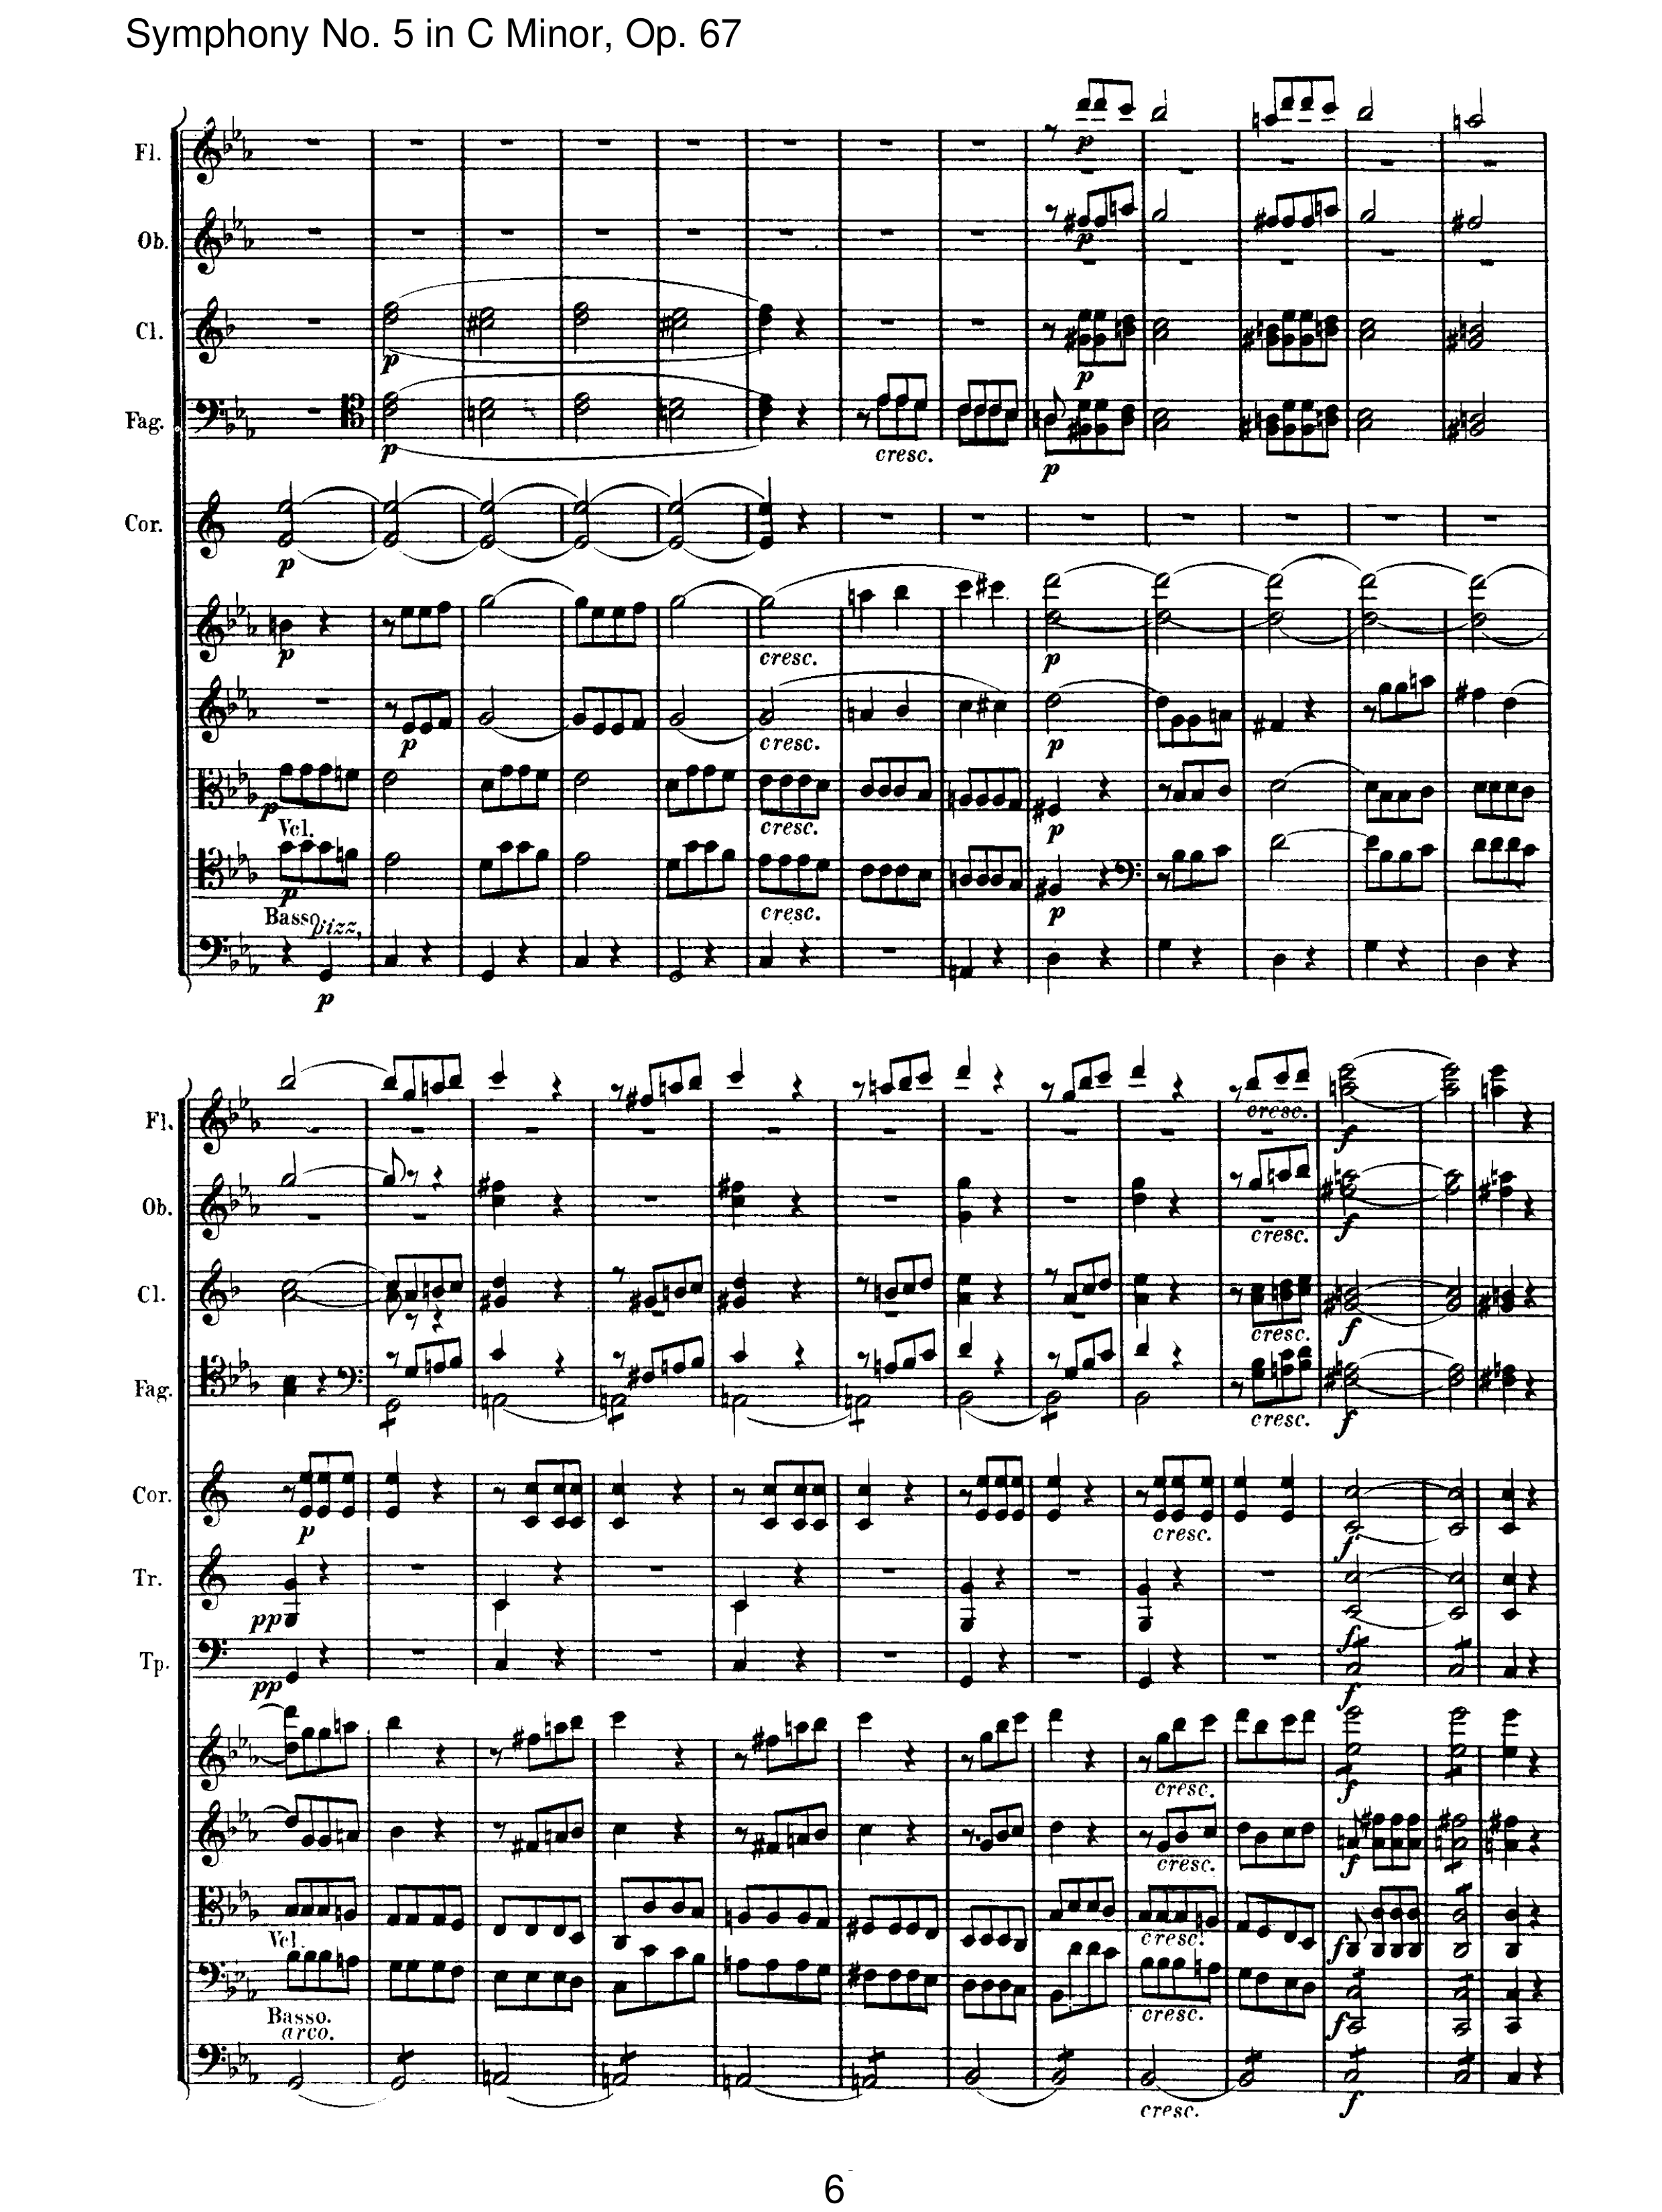 Symphony No. 5 in C Minor, Op. 67
Fl.
p
Ob.
p
Cl.
p
p
Fag.
p
cresc.
p
Cor.
p
p
cresc.
p
p
cresc.
p
p
cresc.
p
Vcl.
p
cresc.
p
Basso.
pizz.
p
Fl.
cresc.
f
Ob.
cresc.
f
Cl.
cresc.
f
Fag.
cresc.
f
Cor.
p
cresc.
f
Tr.
pp
f
Tp.
pp
f
cresc.
f
cresc.
f
cresc.
f
Vcl.
cresc.
f
Basso.
arco.
cresc.
f
6